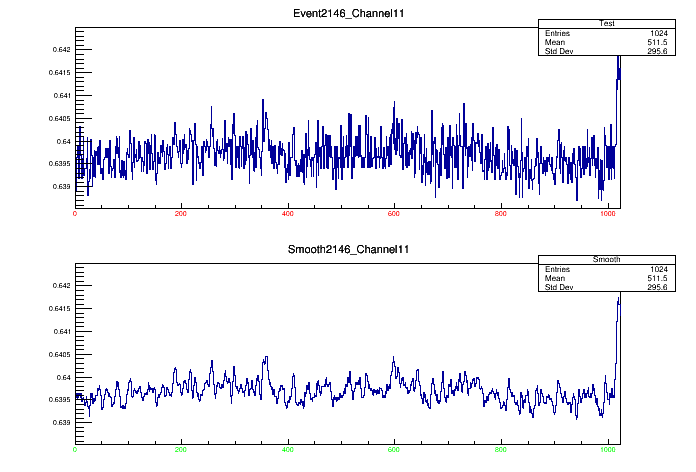 Event2146_Channel11
Test
Entries 1024
Mean 511.5
Std Dev 295.6
0.642
0.6415
0.641
0.6405
0.64
0.6395
0.639
0 200 400 600 800 1000
Smooth2146_Channel11
Smooth
Entries 1024
Mean 511.5
Std Dev 295.6
0.642
0.6415
0.641
0.6405
0.64
0.6395
0.639
0 200 400 600 800 1000